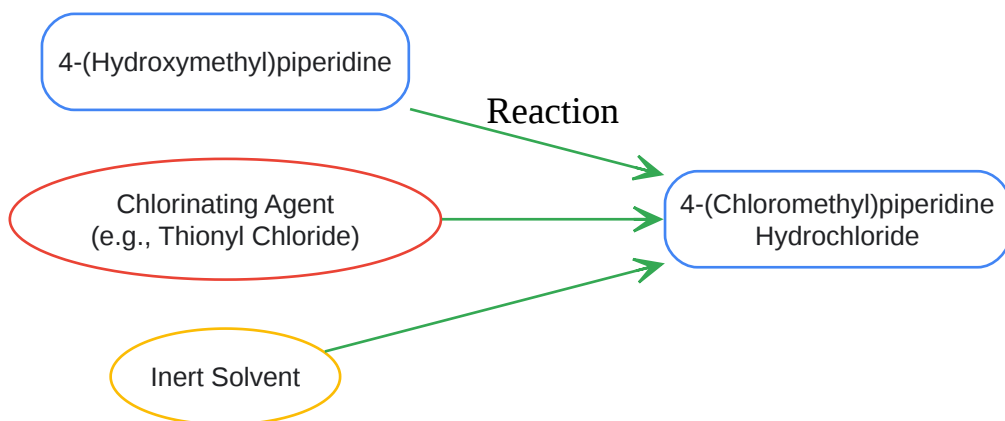 4-(Hydroxymethyl)piperidine
Reaction
Chlorinating Agent
(e.g., Thionyl Chloride)
4-(Chloromethyl)piperidine
Hydrochloride
Inert Solvent